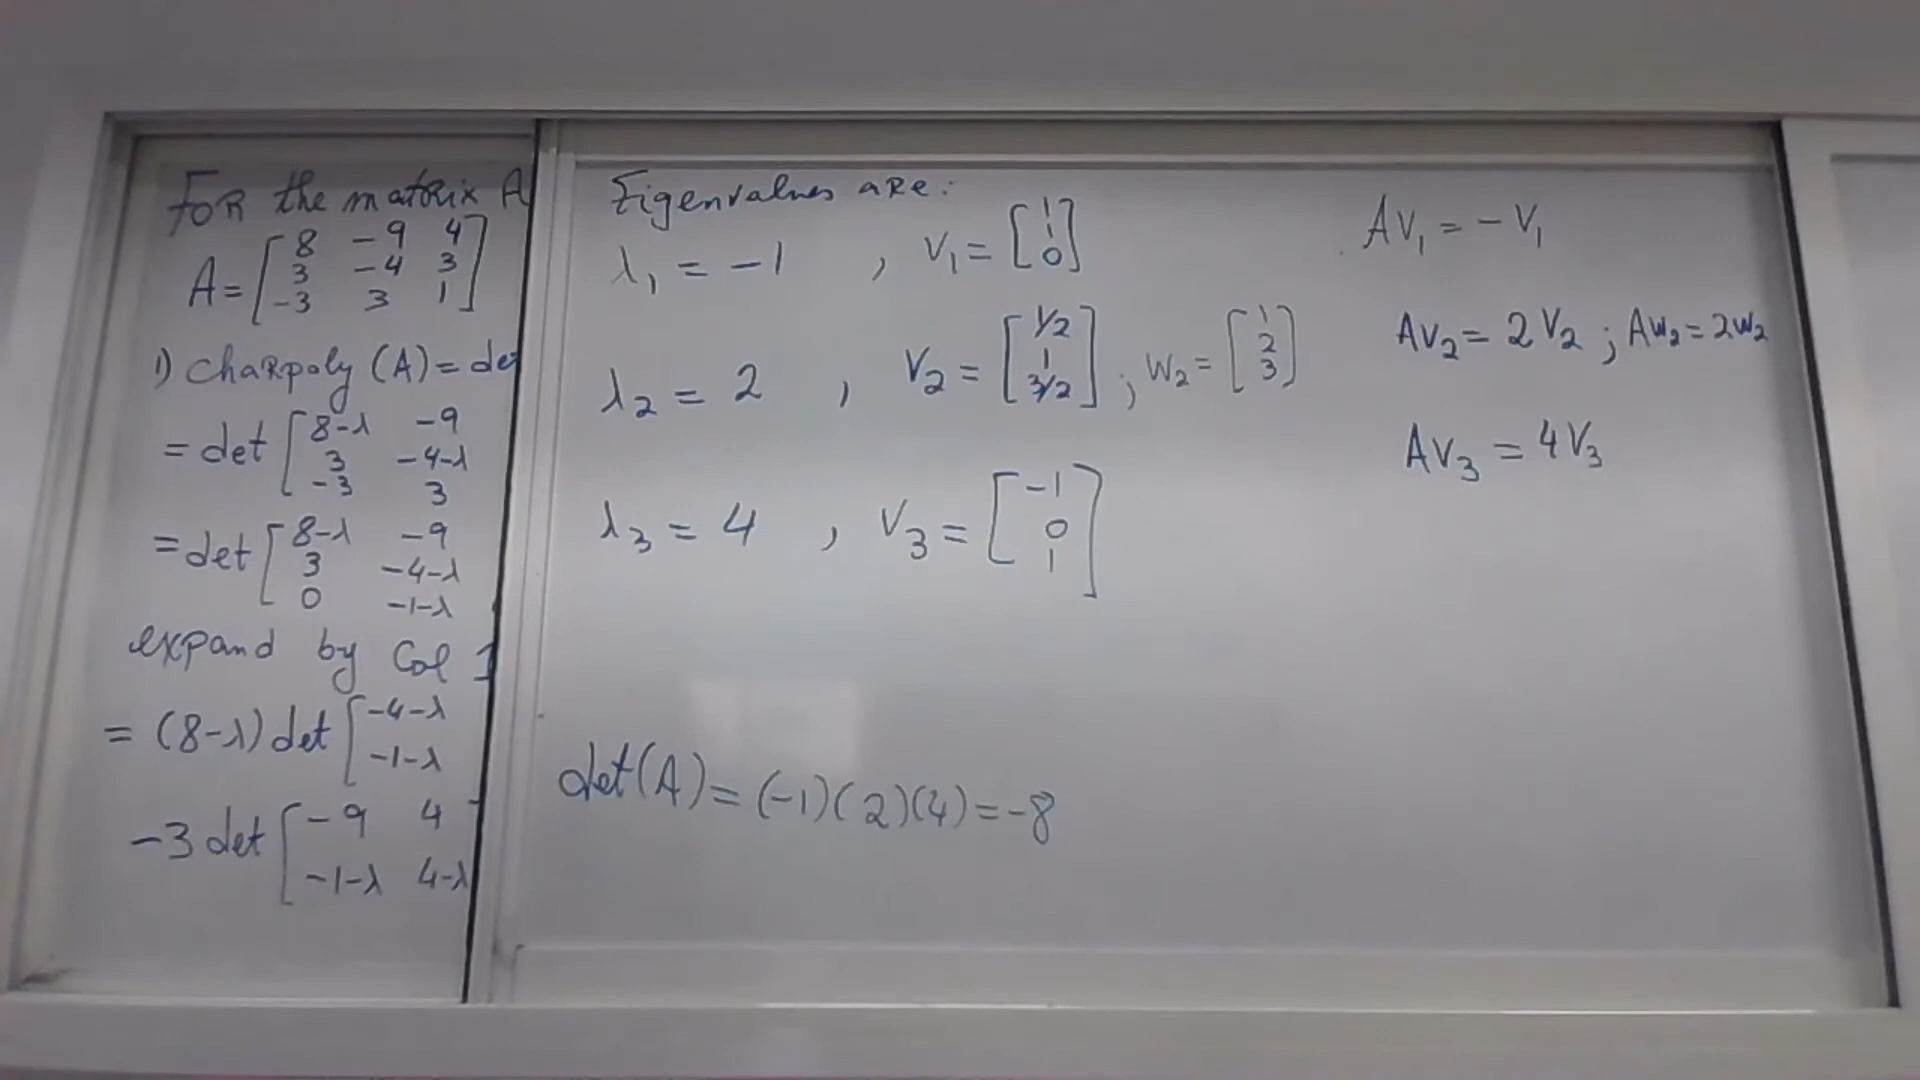 For the matrix A
A = [8 -9 4
3 -4 3
-3 3 1]
1) charpoly (A) = det
= det [8-λ -9
3 -4-λ
-3 3
= det [8-λ -9
3 -4-λ
0 -1-λ
expand by Col 1
= (8-λ) det [-4-λ
-1-λ
-3 det [-9 4
-1-λ 4-λ
Eigenvalues are:
λ₁ = -1 , V₁ = [1
1
0]
λ₂ = 2 , V₂ = [1/2
1
3/2] ; W₂ = [1
2
3]
λ₃ = 4 , V₃ = [-1
0
1]
det(A) = (-1)(2)(4) = -8
AV₁ = -V₁
AV₂ = 2V₂ ; AW₂ = 2W₂
AV₃ = 4V₃